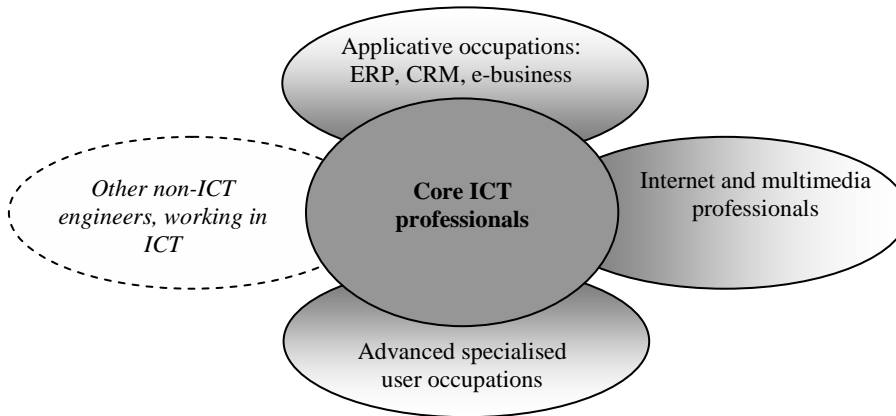 Applicative occupations:
ERP, CRM, e-business
Other non-ICT
engineers, working in
ICT
Core ICT
professionals
Internet and multimedia
professionals
Advanced specialised
user occupations